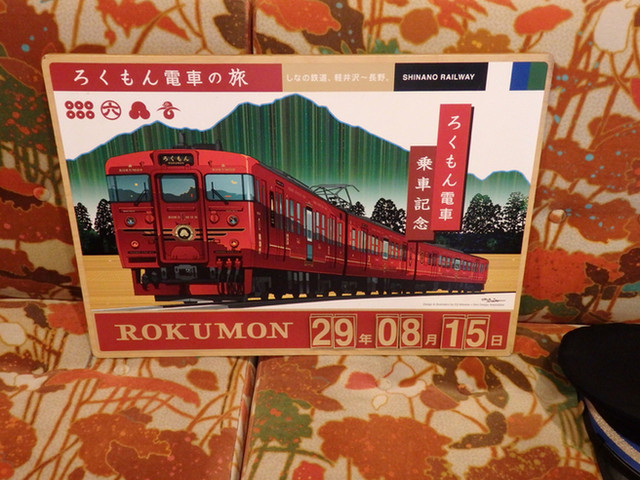 ろくもん電車の旅
しなの鉄道。軽井沢〜長野。
SHINANO RAILWAY
六
ろくもん電車
乗車記念
ろくもん
ROKUMON 29年 08月 15日